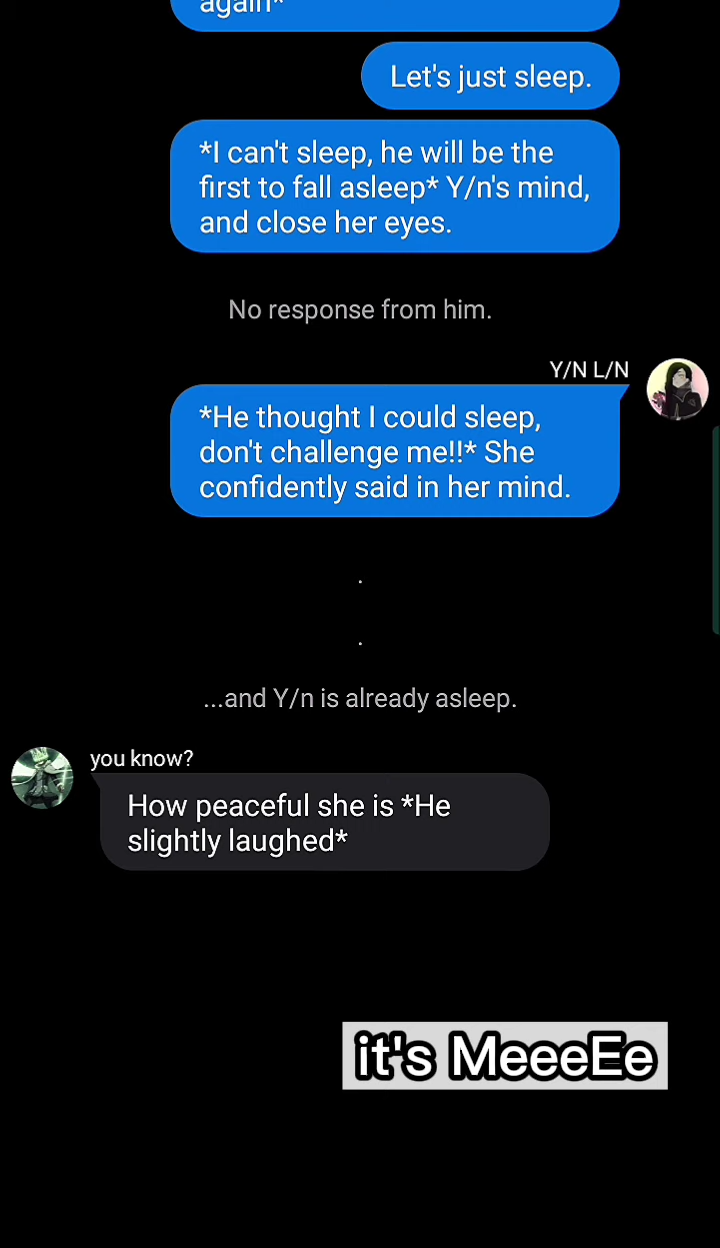 again*
Let's just sleep.
*I can't sleep, he will be the
first to fall asleep* Y/n's mind,
and close her eyes.
No response from him.
Y/N L/N
*He thought I could sleep,
don't challenge me!!* She
confidently said in her mind.
.
.
...and Y/n is already asleep.
you know?
How peaceful she is *He
slightly laughed*
it's MeeeEe